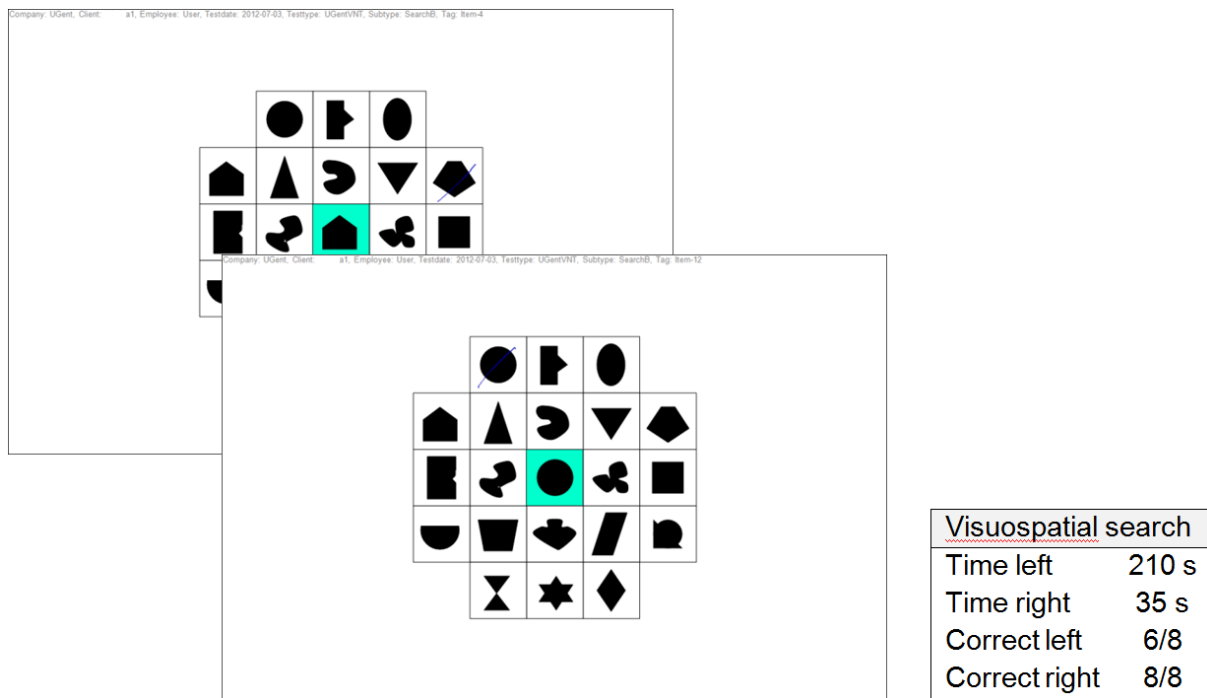 Company: UGent, Client: a1, Employee: User, Testdate: 2012-07-03, Testtype: UGentVNT, Subtype: SearchB, Tag: Item-4
Company: UGent, Client: a1, Employee: User, Testdate: 2012-07-03, Testtype: UGentVNT, Subtype: SearchB, Tag: Item-12
Visuospatial search
Time left 210 s
Time right 35 s
Correct left 6/8
Correct right 8/8